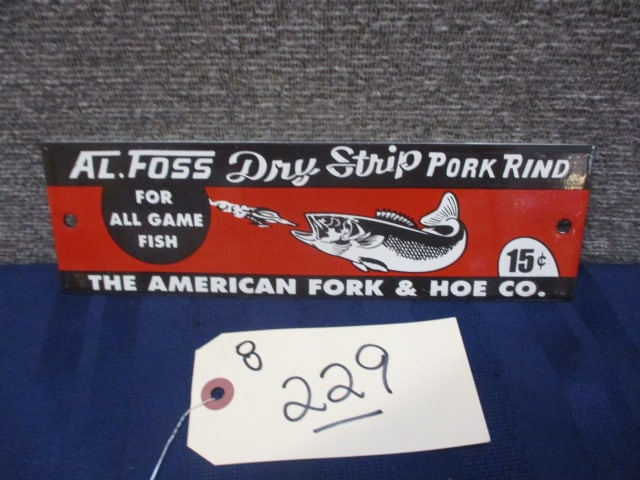 AL. FOSS Dry Strip PORK RIND
FOR
ALL GAME
FISH
15¢
THE AMERICAN FORK & HOE CO.
8
229